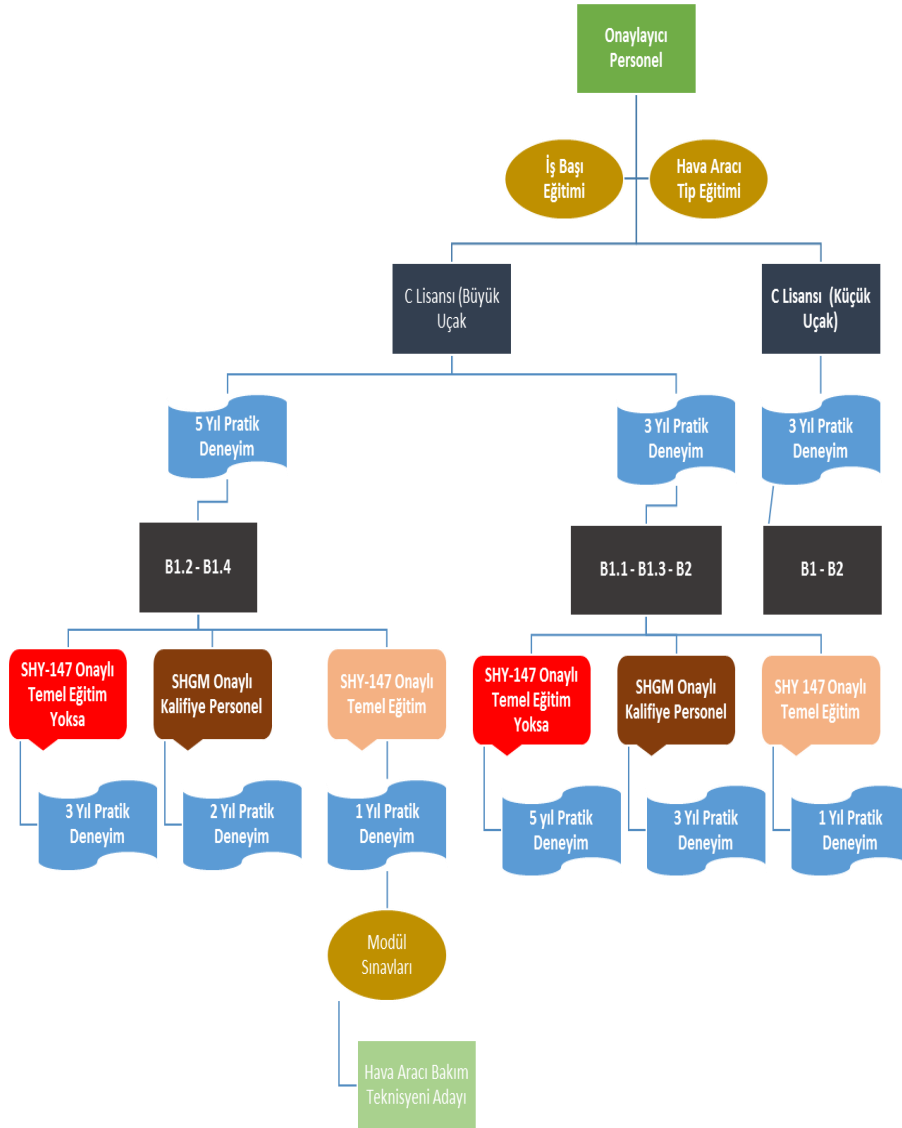 Onaylayıcı
Personel
İş Başı
Eğitimi
Hava Aracı
Tip Eğitimi
C Lisansı (Büyük
Uçak
C Lisansı (Küçük
Uçak)
5 Yıl Pratik
Deneyim
3 Yıl Pratik
Deneyim
3 Yıl Pratik
Deneyim
B1.2 - B1.4
B1.1 - B1.3 - B2
B1 - B2
SHY-147 Onaylı
Temel Eğitim
Yoksa
SHGM Onaylı
Kalifiye Personel
SHY-147 Onaylı
Temel Eğitim
SHY-147 Onaylı
Temel Eğitim
Yoksa
SHGM Onaylı
Kalifiye Personel
SHY 147 Onaylı
Temel Eğitim
3 Yıl Pratik
Deneyim
2 Yıl Pratik
Deneyim
1 Yıl Pratik
Deneyim
5 yıl Pratik
Deneyim
3 Yıl Pratik
Deneyim
1 Yıl Pratik
Deneyim
Modül
Sınavları
Hava Aracı Bakım
Teknisyeni Adayı